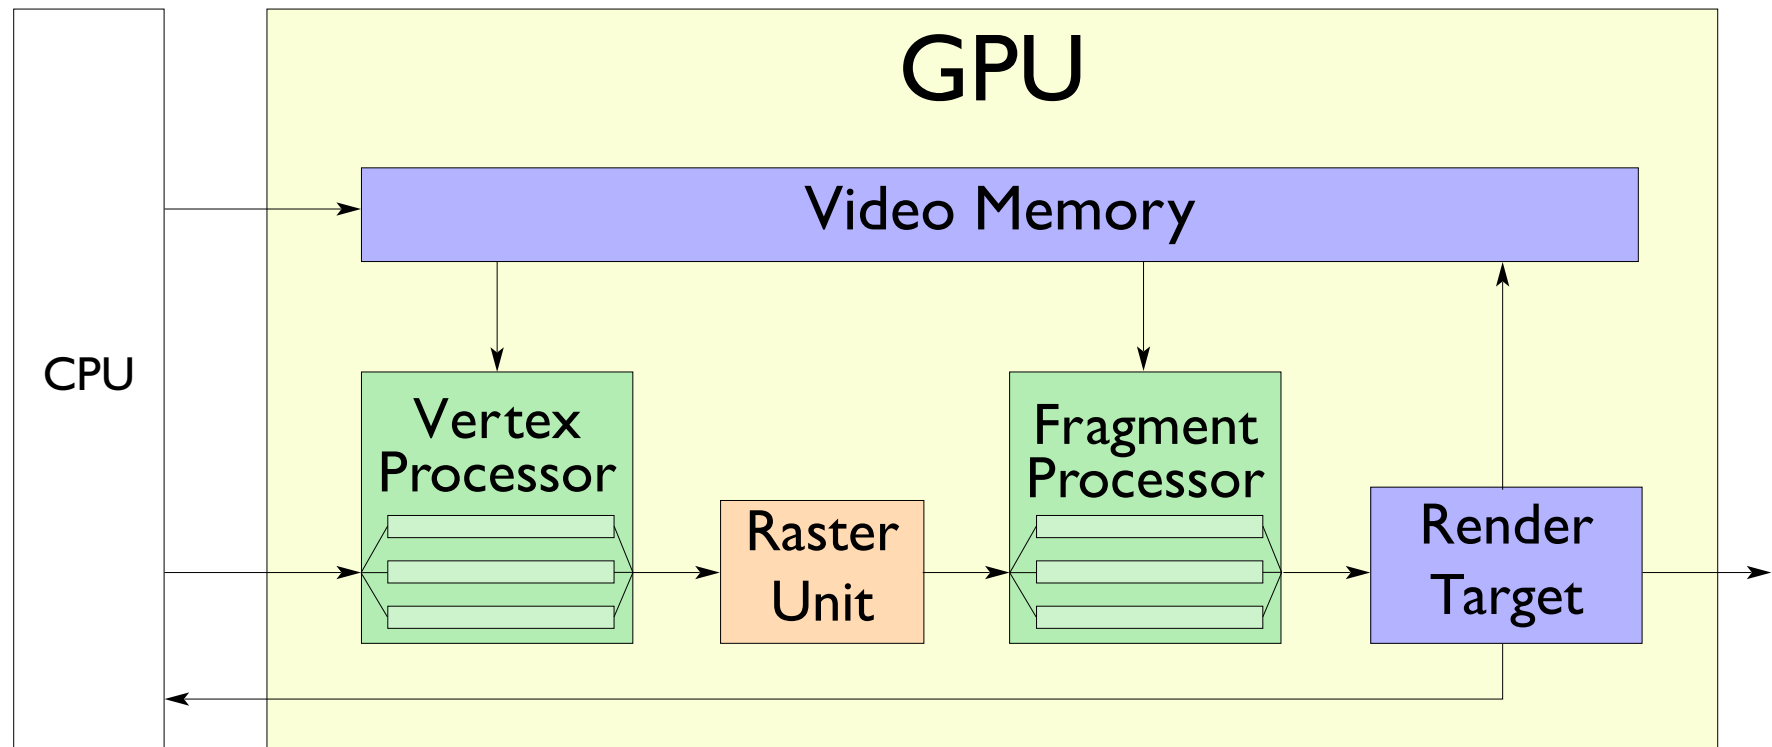 GPU
Video Memory
CPU
Vertex
Processor
Raster
Unit
Fragment
Processor
Render
Target